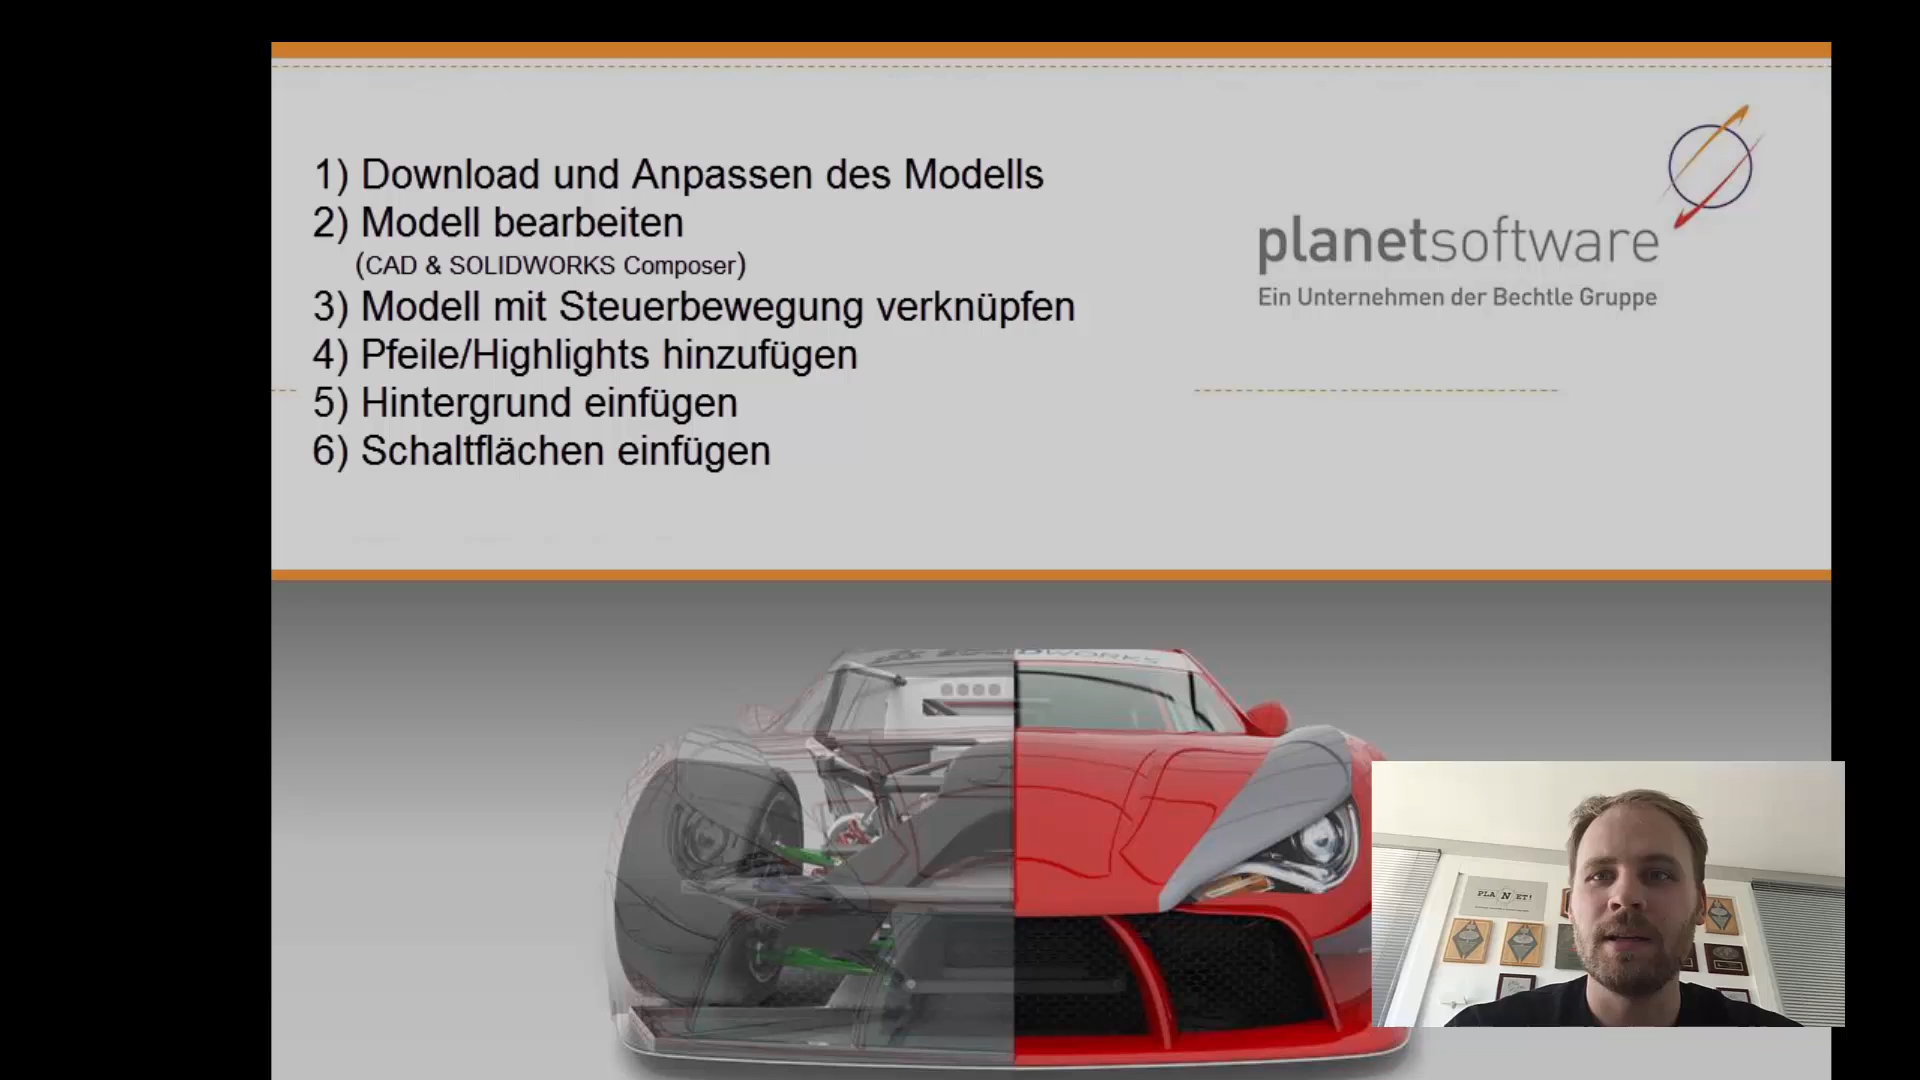 1) Download und Anpassen des Modells
2) Modell bearbeiten
(CAD & SOLIDWORKS Composer)
3) Modell mit Steuerbewegung verknüpfen
4) Pfeile/Highlights hinzufügen
5) Hintergrund einfügen
6) Schaltflächen einfügen
planetsoftware
Ein Unternehmen der Bechtle Gruppe
PLANET!